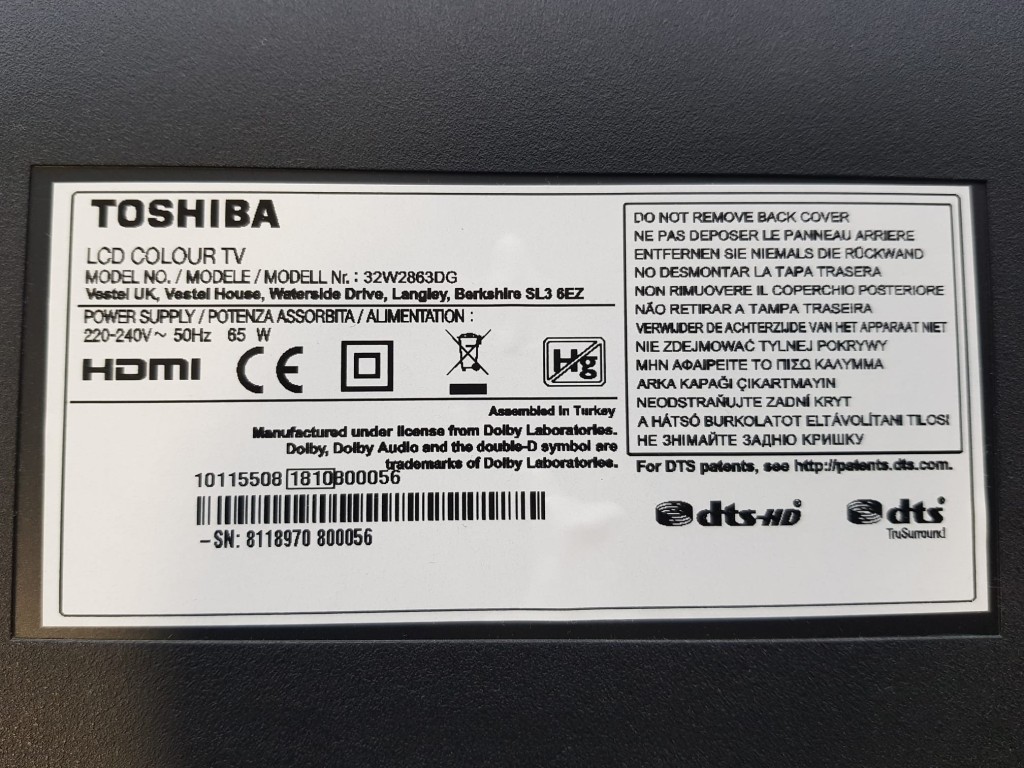 TOSHIBA
LCD COLOUR TV
MODEL NO. / MODELE / MODELL Nr. : 32W2863DG
Vestel UK, Vestel House, Waterside Drive, Langley, Berkshire SL3 6EZ
POWER SUPPLY / POTENZA ASSORBITA / ALIMENTATION :
220-240V~ 50Hz 65 W
HDMI CE Hg
Assembled in Turkey
Manufactured under license from Dolby Laboratories.
Dolby, Dolby Audio and the double-D symbol are
trademarks of Dolby Laboratories.
10115508 1810B00056
-SN: 8118970 800056
DO NOT REMOVE BACK COVER
NE PAS DEPOSER LE PANNEAU ARRIERE
ENTFERNEN SIE NIEMALS DIE RÜCKWAND
NO DESMONTAR LA TAPA TRASERA
NON RIMUOVERE IL COPERCHIO POSTERIORE
NÃO RETIRAR A TAMPA TRASEIRA
VERWIJDER DE ACHTERZIJDE VAN HET APPARAAT NIET
NIE ZDEJMOWAĆ TYLNEJ POKRYWY
ΜΗΝ ΑΦΑΙΡΕΙΤΕ ΤΟ ΠΙΣΩ ΚΑΛΥΜΜΑ
ARKA KAPAĞI ÇIKARTMAYIN
NEODSTRAŇUJTE ZADNÍ KRYT
A HÁTSÓ BURKOLATOT ELTÁVOLÍTANI TILOS!
НЕ ЗНИМАЙТЕ ЗАДНЮ КРИШКУ
For DTS patents, see http://patents.dts.com.
dts-HD dts
TruSurround